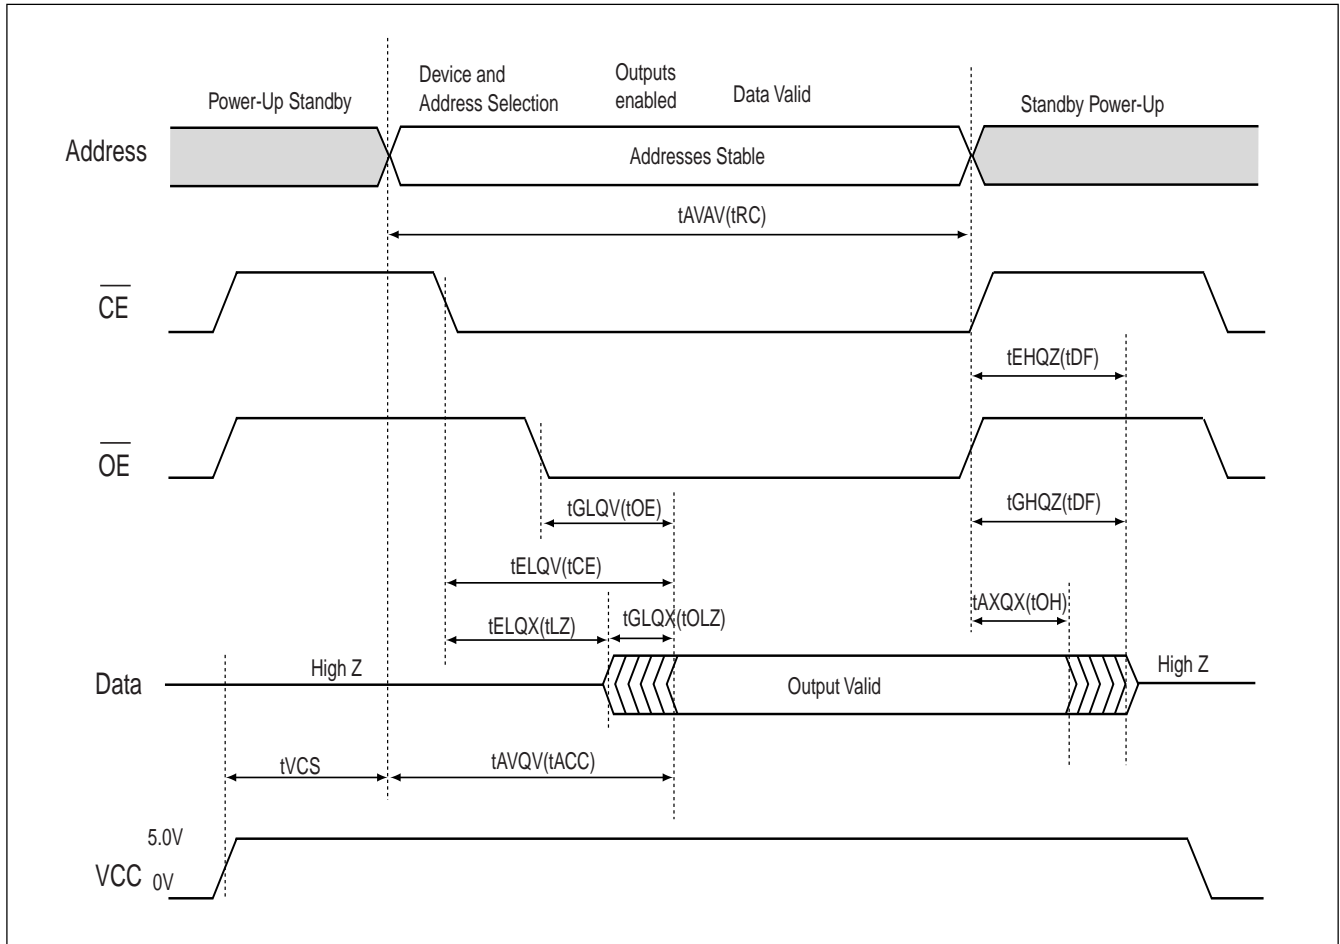 Device and
Address Selection
Outputs
enabled
Data Valid
Power-Up Standby
Standby Power-Up
Address
Addresses Stable
tAVAV(tRC)
CE
tEHQZ(tDF)
OE
tGLQV(tOE)
tGHQZ(tDF)
tELQV(tCE)
tAXQX(tOH)
tELQX(tLZ)
tGLQX(tOLZ)
Data
High Z
Output Valid
High Z
tVCS
tAVQV(tACC)
5.0V
VCC
0V